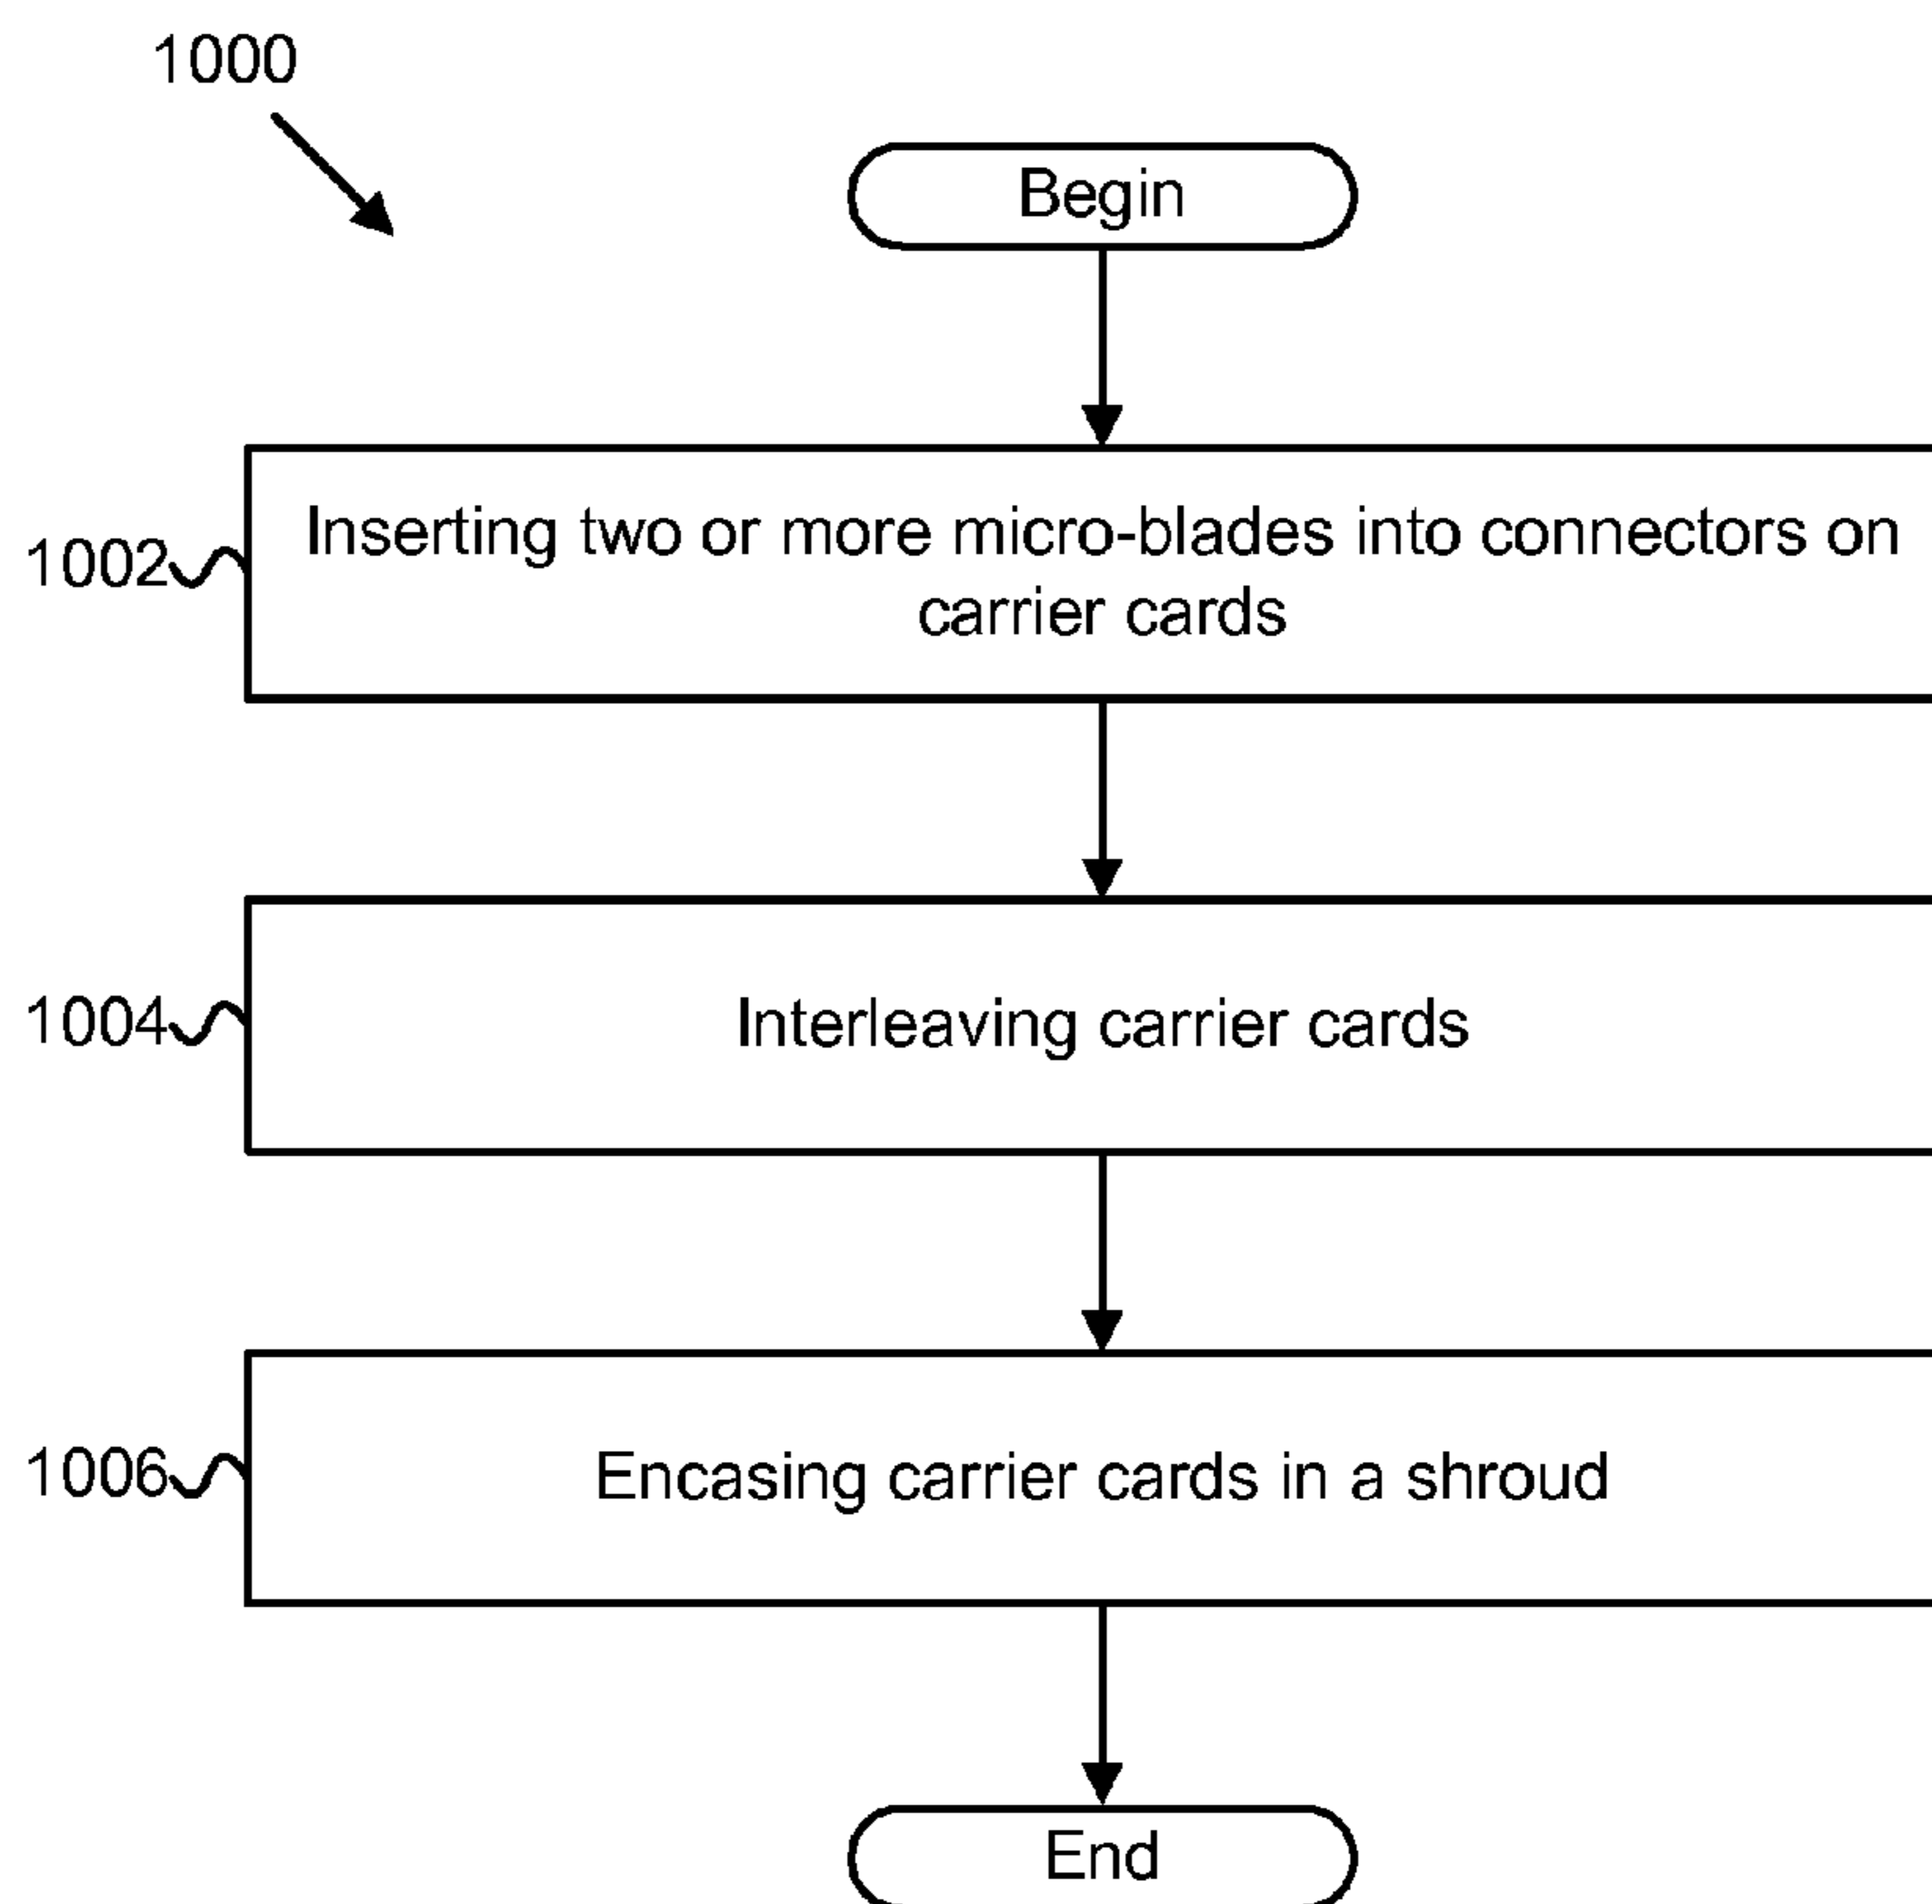 1000
Begin
1002
Inserting two or more micro-blades into connectors on
carrier cards
1004
Interleaving carrier cards
1006
Encasing carrier cards in a shroud
End